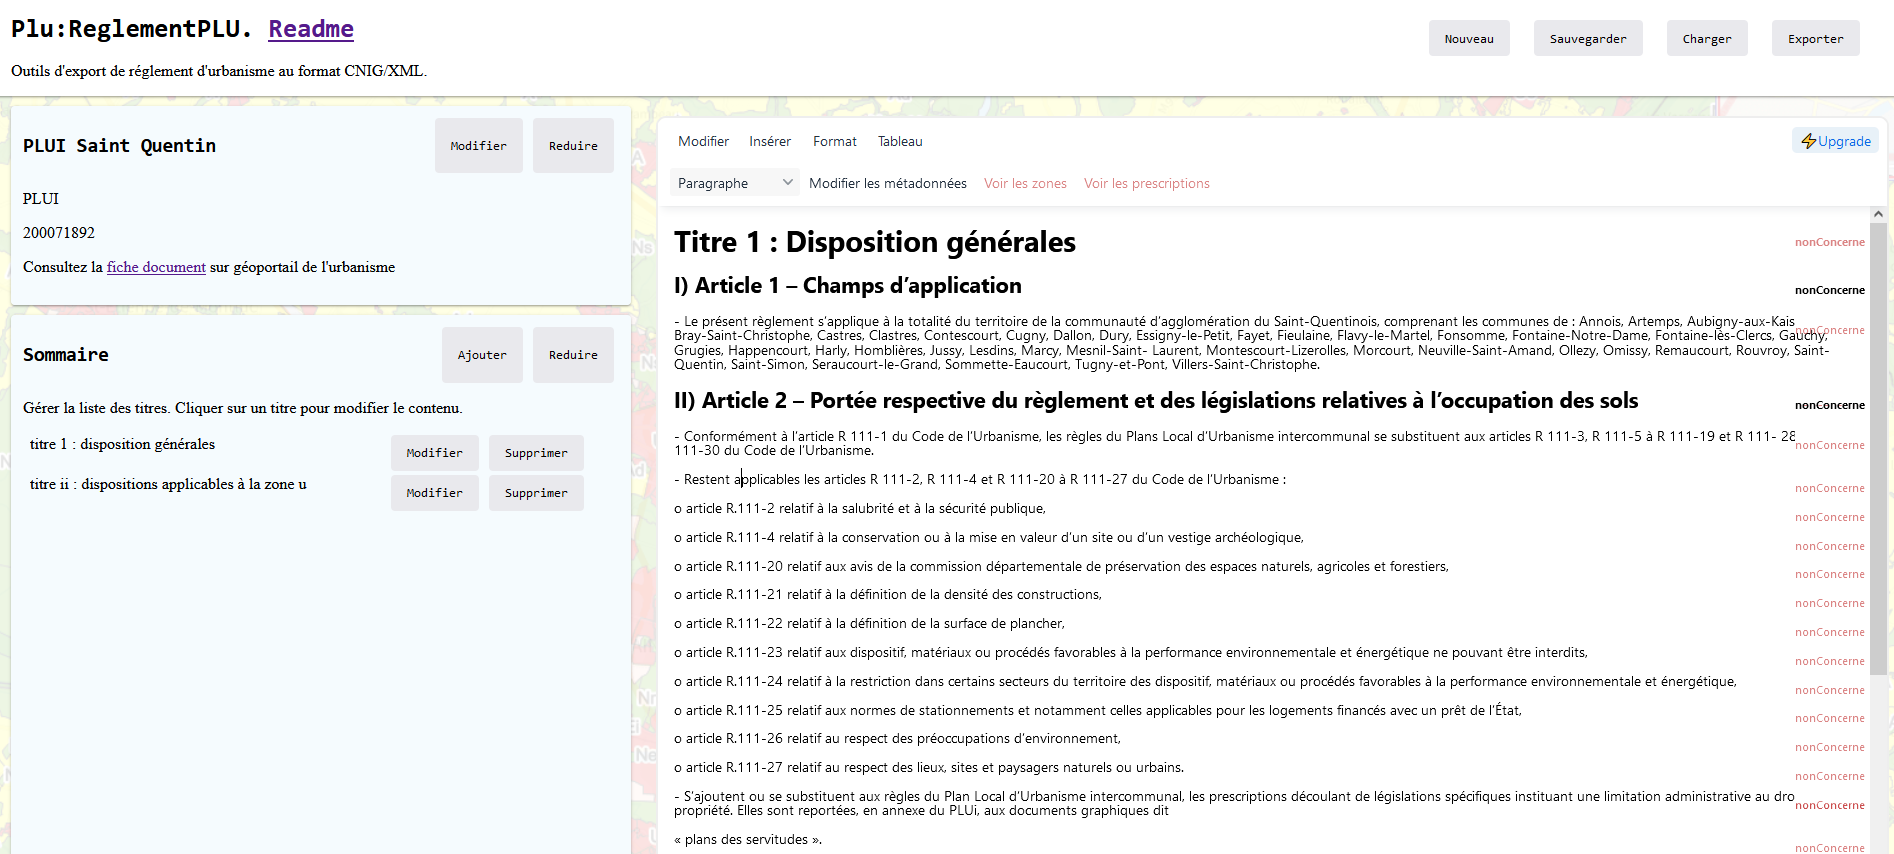 Plu:ReglementPLU. Readme
Outils d'export de réglement d'urbanisme au format CNIG/XML.
Nouveau
Sauvegarder
Charger
Exporter
PLUI Saint Quentin
Modifier
Reduire
PLUI
200071892
Consultez la fiche document sur géoportail de l'urbanisme
Sommaire
Ajouter
Reduire
Gérer la liste des titres. Cliquer sur un titre pour modifier le contenu.
titre 1 : disposition générales
Modifier
Supprimer
titre ii : dispositions applicables à la zone u
Modifier
Supprimer
Modifier
Insérer
Format
Tableau
⚡Upgrade
Paragraphe
Modifier les métadonnées
Voir les zones
Voir les prescriptions
Titre 1 : Disposition générales
nonConcerne
I) Article 1 – Champs d’application
nonConcerne
- Le présent règlement s’applique à la totalité du territoire de la communauté d’agglomération du Saint-Quentinois, comprenant les communes de : Annois, Artemps, Aubigny-aux-Kais
nonConcerne
Bray-Saint-Christophe, Castres, Clastres, Contescourt, Cugny, Dallon, Dury, Essigny-le-Petit, Fayet, Fieulaine, Flavy-le-Martel, Fonsomme, Fontaine-Notre-Dame, Fontaine-lès-Clercs, Gauchy,
Grugies, Happencourt, Harly, Homblières, Jussy, Lesdins, Marcy, Mesnil-Saint- Laurent, Montescourt-Lizerolles, Morcourt, Neuville-Saint-Amand, Ollezy, Omissy, Remaucourt, Rouvroy, Saint-
Quentin, Saint-Simon, Seraucourt-le-Grand, Sommette-Eaucourt, Tugny-et-Pont, Villers-Saint-Christophe.
II) Article 2 – Portée respective du règlement et des législations relatives à l’occupation des sols
nonConcerne
- Conformément à l’article R 111-1 du Code de l’Urbanisme, les règles du Plans Local d’Urbanisme intercommunal se substituent aux articles R 111-3, R 111-5 à R 111-19 et R 111- 28
nonConcerne
111-30 du Code de l’Urbanisme.
- Restent applicables les articles R 111-2, R 111-4 et R 111-20 à R 111-27 du Code de l’Urbanisme :
nonConcerne
o article R.111-2 relatif à la salubrité et à la sécurité publique,
nonConcerne
o article R.111-4 relatif à la conservation ou à la mise en valeur d’un site ou d’un vestige archéologique,
nonConcerne
o article R.111-20 relatif aux avis de la commission départementale de préservation des espaces naturels, agricoles et forestiers,
nonConcerne
o article R.111-21 relatif à la définition de la densité des constructions,
nonConcerne
o article R.111-22 relatif à la définition de la surface de plancher,
nonConcerne
o article R.111-23 relatif aux dispositif, matériaux ou procédés favorables à la performance environnementale et énergétique ne pouvant être interdits,
nonConcerne
o article R.111-24 relatif à la restriction dans certains secteurs du territoire des dispositif, matériaux ou procédés favorables à la performance environnementale et énergétique,
nonConcerne
o article R.111-25 relatif aux normes de stationnements et notamment celles applicables pour les logements financés avec un prêt de l’État,
nonConcerne
o article R.111-26 relatif au respect des préoccupations d’environnement,
nonConcerne
o article R.111-27 relatif au respect des lieux, sites et paysagers naturels ou urbains.
nonConcerne
- S’ajoutent ou se substituent aux règles du Plan Local d’Urbanisme intercommunal, les prescriptions découlant de législations spécifiques instituant une limitation administrative au dro
nonConcerne
propriété. Elles sont reportées, en annexe du PLUi, aux documents graphiques dit
« plans des servitudes ».
nonConcerne